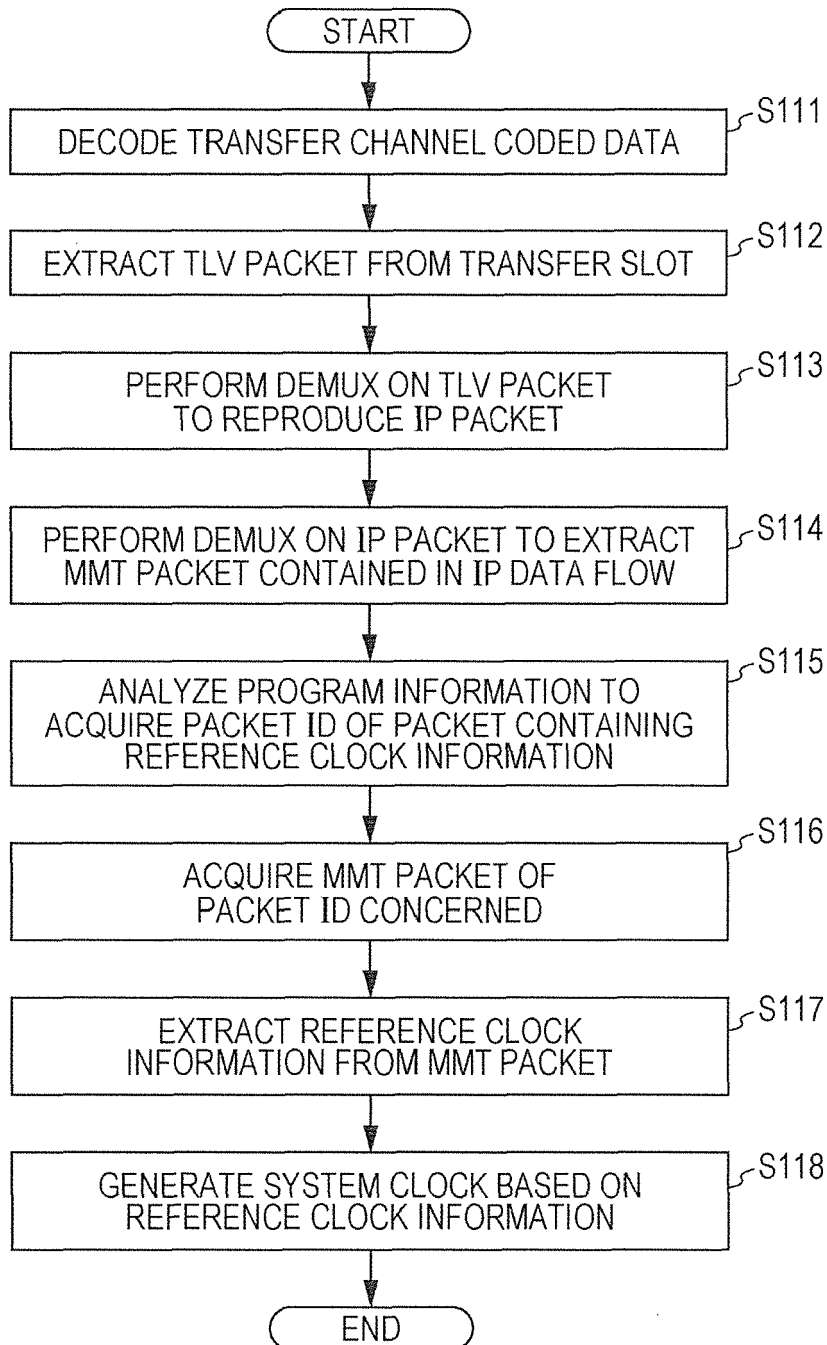 START
S111
DECODE TRANSFER CHANNEL CODED DATA
S112
EXTRACT TLV PACKET FROM TRANSFER SLOT
S113
PERFORM DEMUX ON TLV PACKET
TO REPRODUCE IP PACKET
S114
PERFORM DEMUX ON IP PACKET TO EXTRACT
MMT PACKET CONTAINED IN IP DATA FLOW
S115
ANALYZE PROGRAM INFORMATION TO
ACQUIRE PACKET ID OF PACKET CONTAINING
REFERENCE CLOCK INFORMATION
S116
ACQUIRE MMT PACKET OF
PACKET ID CONCERNED
S117
EXTRACT REFERENCE CLOCK
INFORMATION FROM MMT PACKET
S118
GENERATE SYSTEM CLOCK BASED ON
REFERENCE CLOCK INFORMATION
END